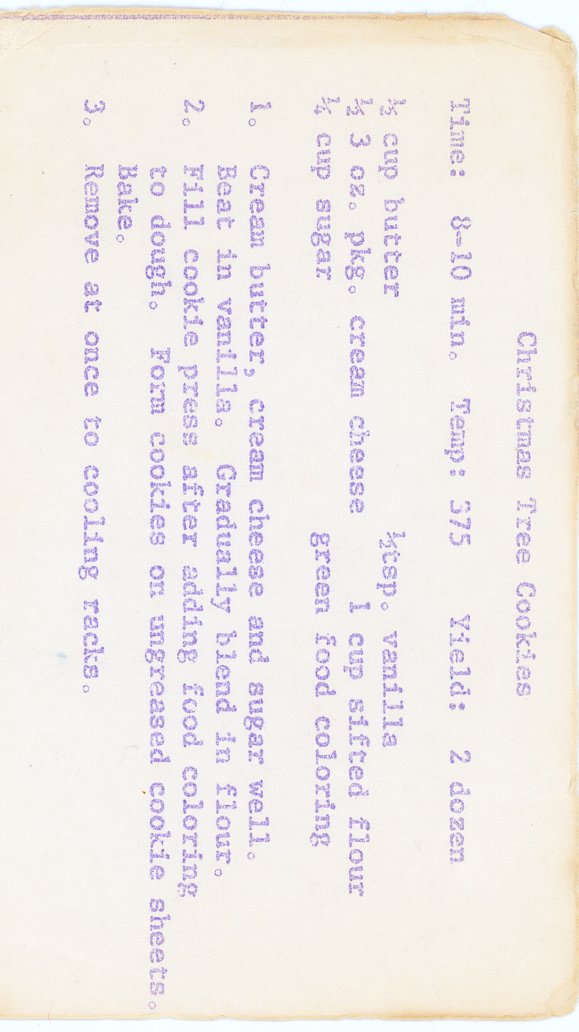 Christmas Tree Cookies
Time: 8-10 min. Temp: 375 Yield: 2 dozen
½ cup butter ½tsp. vanilla
½ 3 oz. pkg. cream cheese 1 cup sifted flour
¼ cup sugar green food coloring
1. Cream butter, cream cheese and sugar well.
Beat in vanilla. Gradually blend in flour.
2. Fill cookie press after adding food coloring
to dough. Form cookies on ungreased cookie sheets.
Bake.
3. Remove at once to cooling racks.